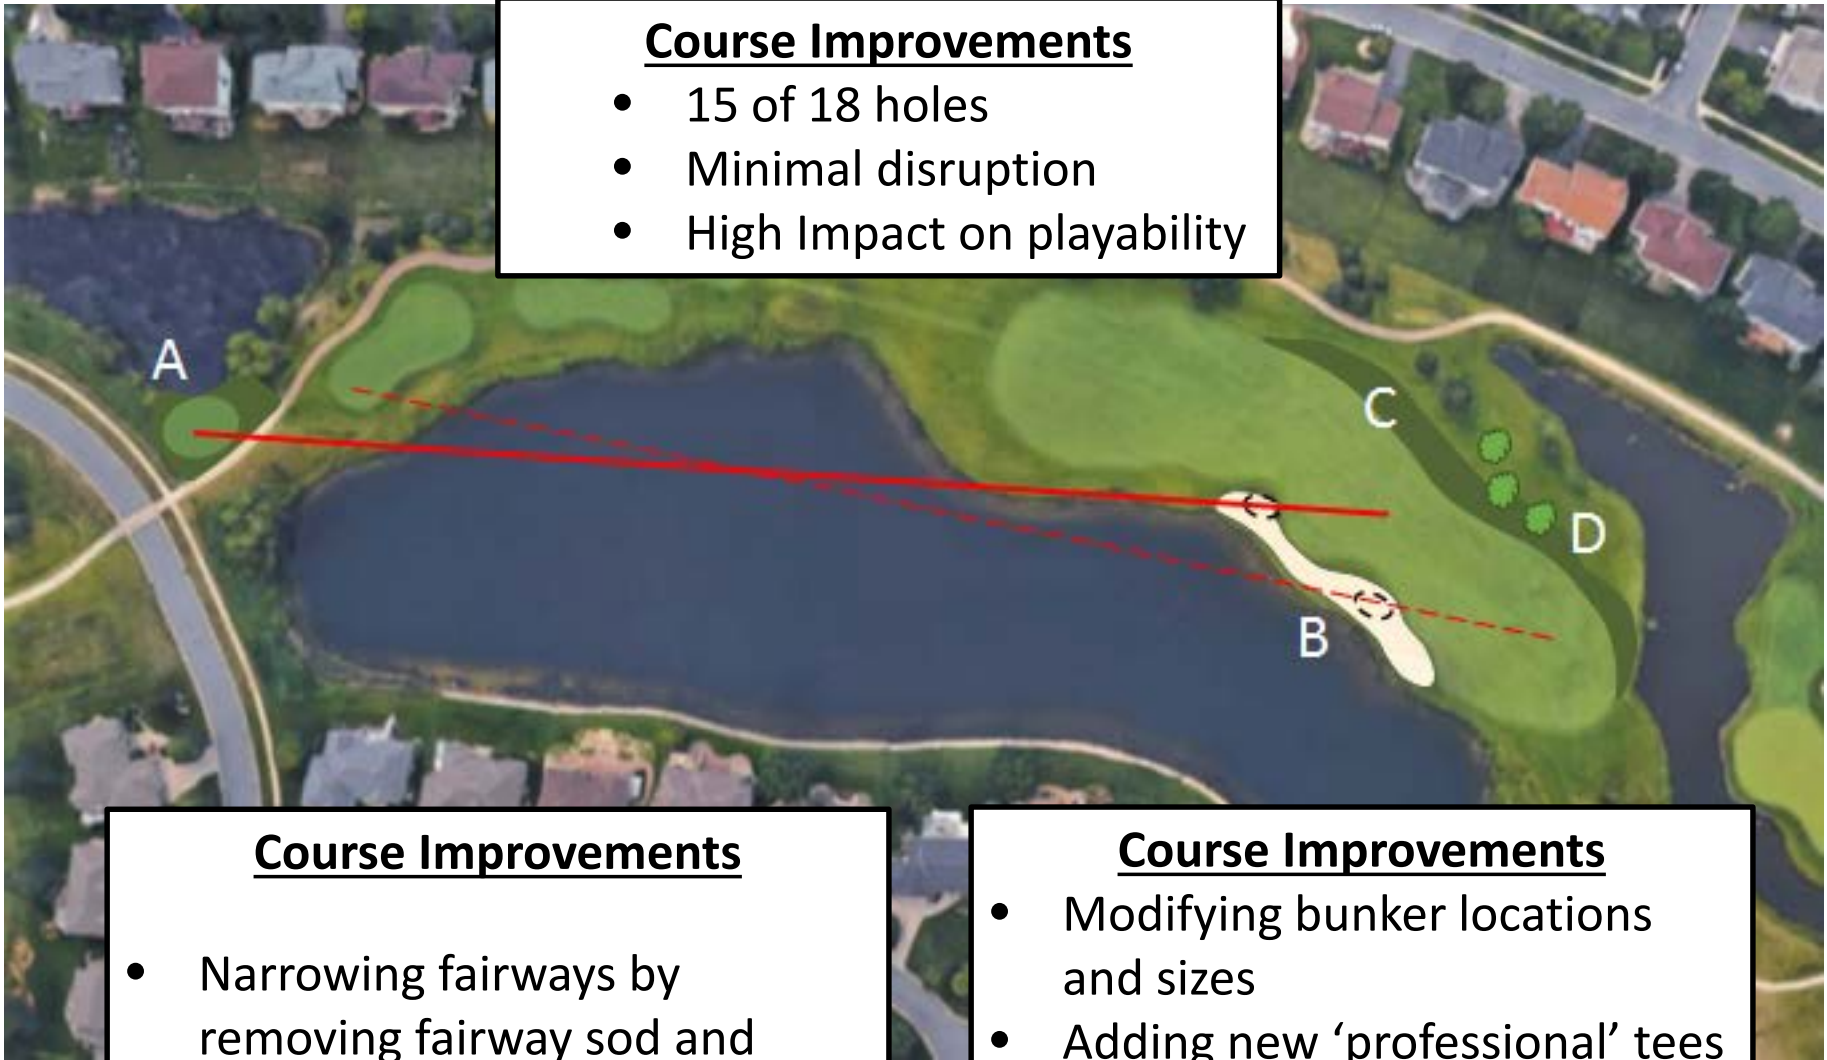 Course Improvements
• 15 of 18 holes
• Minimal disruption
• High Impact on playability
A
C
D
B
Course Improvements
• Narrowing fairways by
removing fairway sod and
Course Improvements
• Modifying bunker locations
and sizes
• Adding new ‘professional’ tees